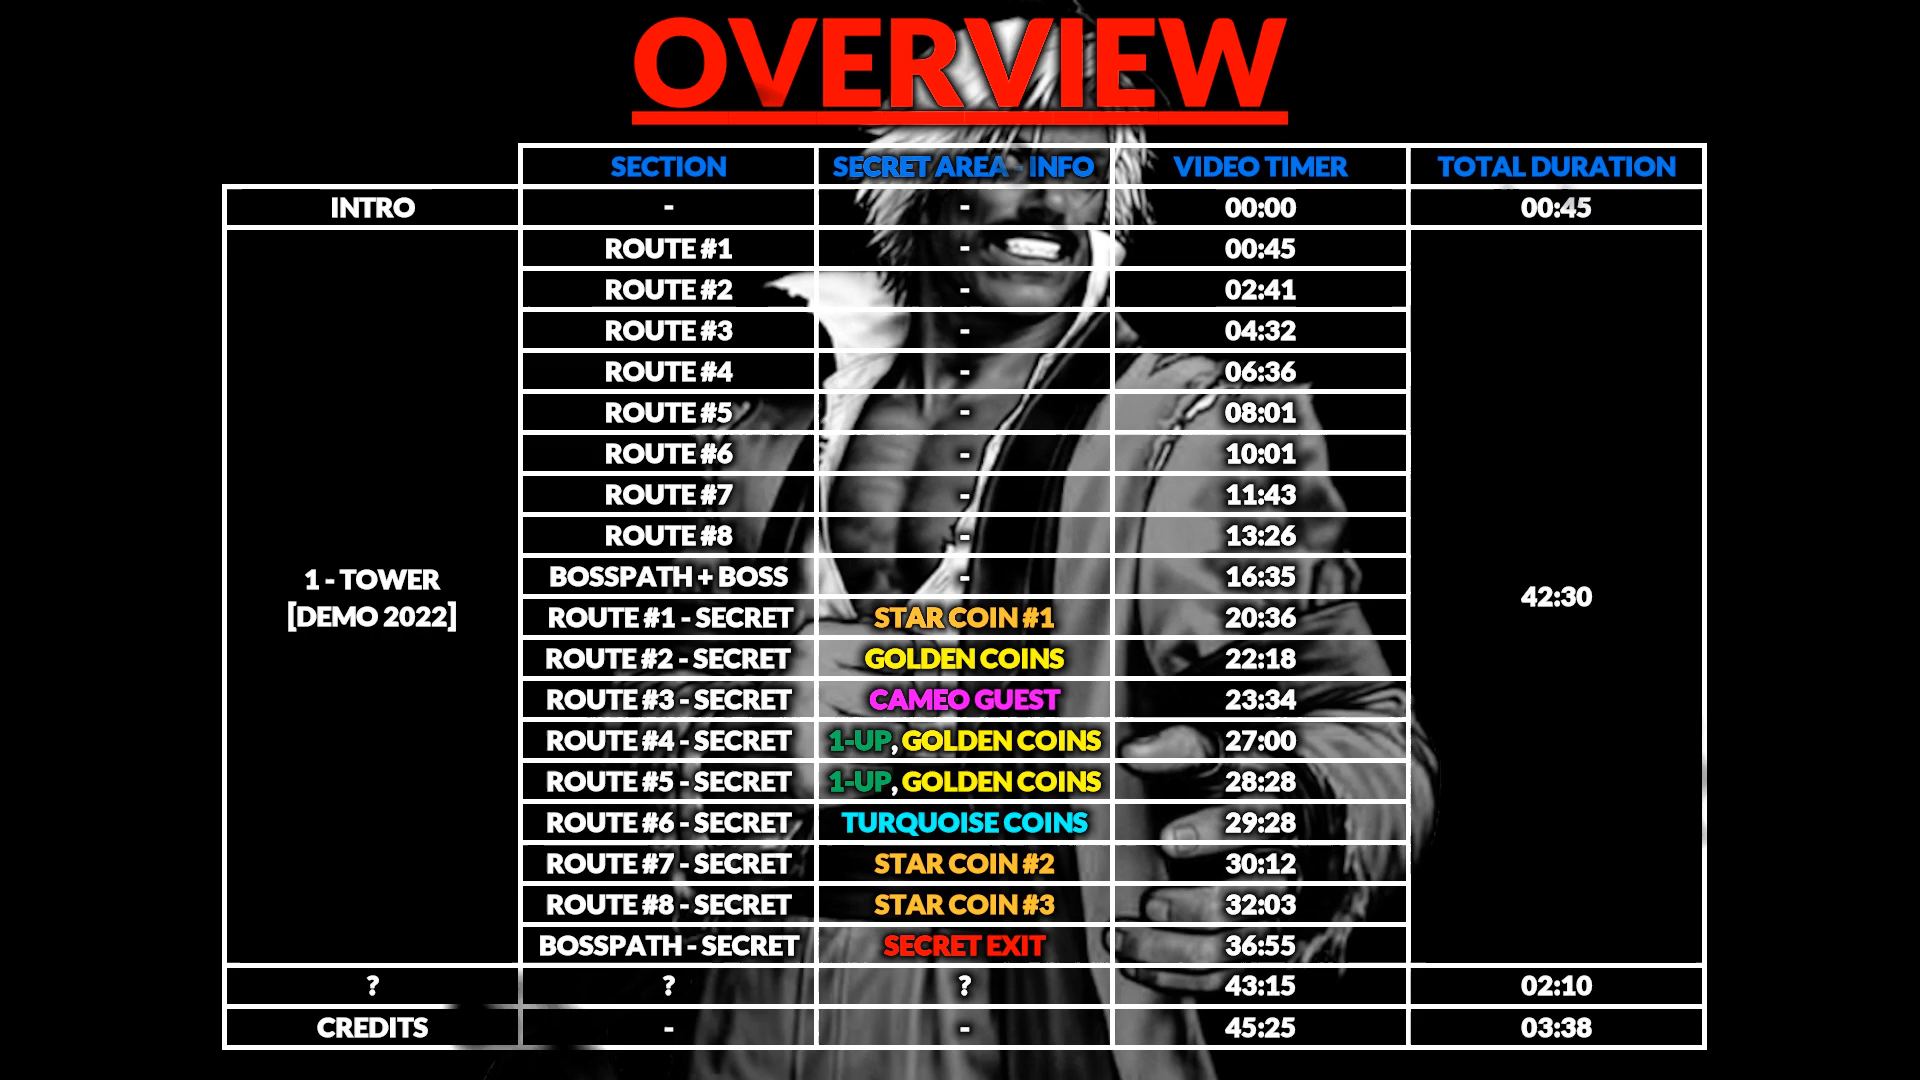 OVERVIEW
SECTION SECRET AREA - INFO VIDEO TIMER TOTAL DURATION
INTRO - - 00:00 00:45
ROUTE #1 - 00:45
ROUTE #2 - 02:41
ROUTE #3 - 04:32
ROUTE #4 - 06:36
ROUTE #5 - 08:01
ROUTE #6 - 10:01
ROUTE #7 - 11:43
ROUTE #8 - 13:26
1 - TOWER
[DEMO 2022]
BOSSPATH + BOSS - 16:35
42:30
ROUTE #1 - SECRET STAR COIN #1 20:36
ROUTE #2 - SECRET GOLDEN COINS 22:18
ROUTE #3 - SECRET CAMEO GUEST 23:34
ROUTE #4 - SECRET 1-UP, GOLDEN COINS 27:00
ROUTE #5 - SECRET 1-UP, GOLDEN COINS 28:28
ROUTE #6 - SECRET TURQUOISE COINS 29:28
ROUTE #7 - SECRET STAR COIN #2 30:12
ROUTE #8 - SECRET STAR COIN #3 32:03
BOSSPATH - SECRET SECRET EXIT 36:55
? ? ? 43:15 02:10
CREDITS - - 45:25 03:38